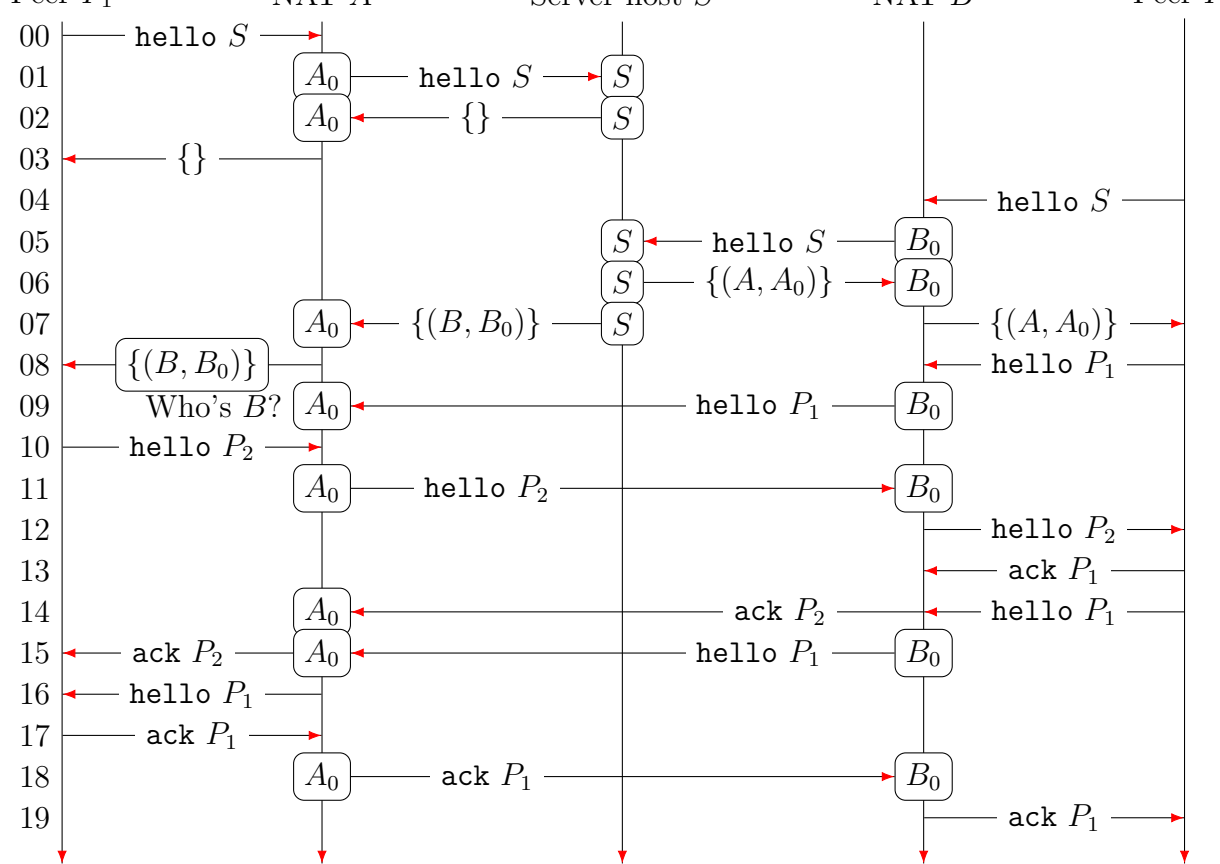 Peer P₁ NAT A Server host S NAT B Peer
00 hello S
01 A₀ hello S S
02 A₀ {} S
03 {}
04 hello S
05 S hello S B₀
06 S {(A, A₀)} B₀
07 A₀ {(B, B₀)} S {(A, A₀)}
08 {(B, B₀)} hello P₁
09 Who's B? A₀ hello P₁ B₀
10 hello P₂
11 A₀ hello P₂ B₀
12 hello P₂
13 ack P₁
14 A₀ ack P₂ hello P₁
15 ack P₂ A₀ hello P₁ B₀
16 hello P₁
17 ack P₁
18 A₀ ack P₁ B₀
19 ack P₁